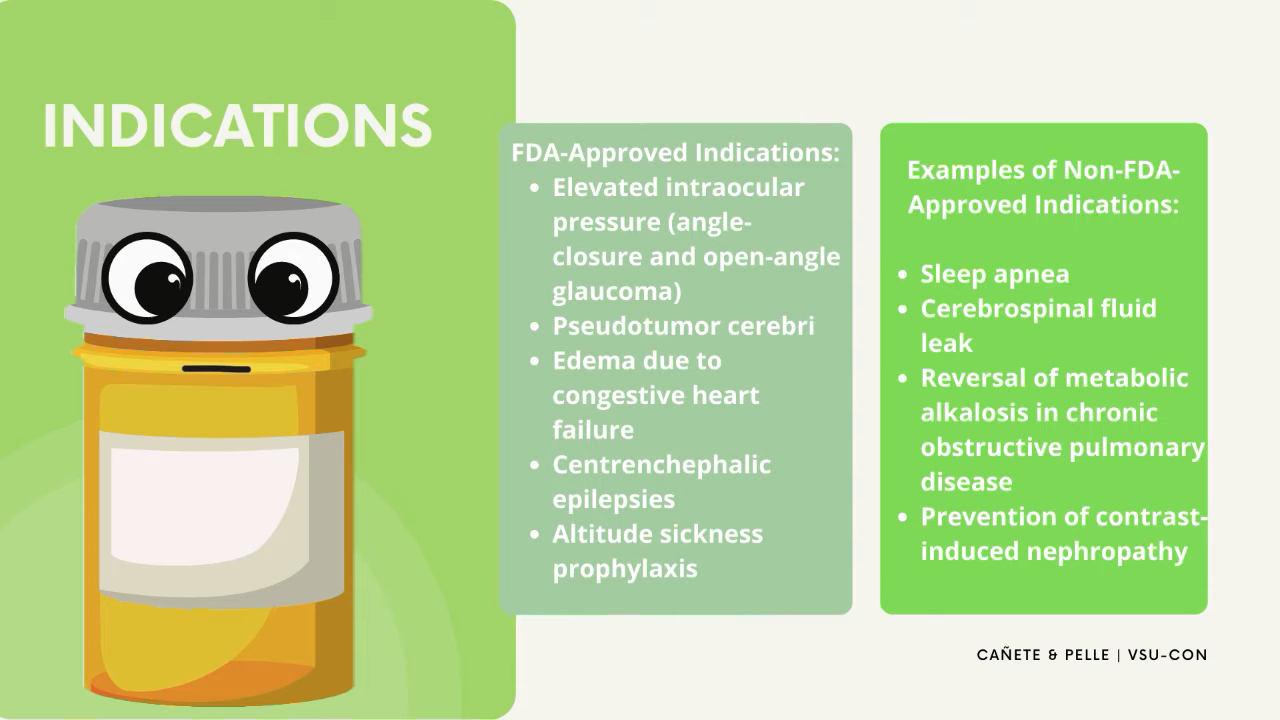 INDICATIONS
FDA-Approved Indications:
• Elevated intraocular
pressure (angle-
closure and open-angle
glaucoma)
• Pseudotumor cerebri
• Edema due to
congestive heart
failure
• Centrenchephalic
epilepsies
• Altitude sickness
prophylaxis
Examples of Non-FDA-
Approved Indications:
• Sleep apnea
• Cerebrospinal fluid
leak
• Reversal of metabolic
alkalosis in chronic
obstructive pulmonary
disease
• Prevention of contrast-
induced nephropathy
CAÑETE & PELLE | VSU-CON